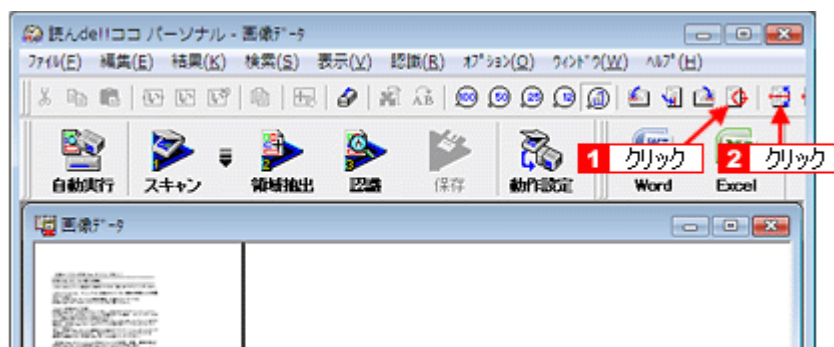 読んde!!ココ パーソナル - 画像ﾃﾞｰﾀ
ﾌｧｲﾙ(E) 編集(E) 結果(K) 検索(S) 表示(V) 認識(R) ｵﾌﾟｼｮﾝ(O) ｳｨﾝﾄﾞｳ(W) ﾍﾙﾌﾟ(H)
100 50 25 12
1 クリック 2 クリック
自動実行 スキャン 領域抽出 認識 保存 動作設定 Word Excel
画像ﾃﾞｰﾀ